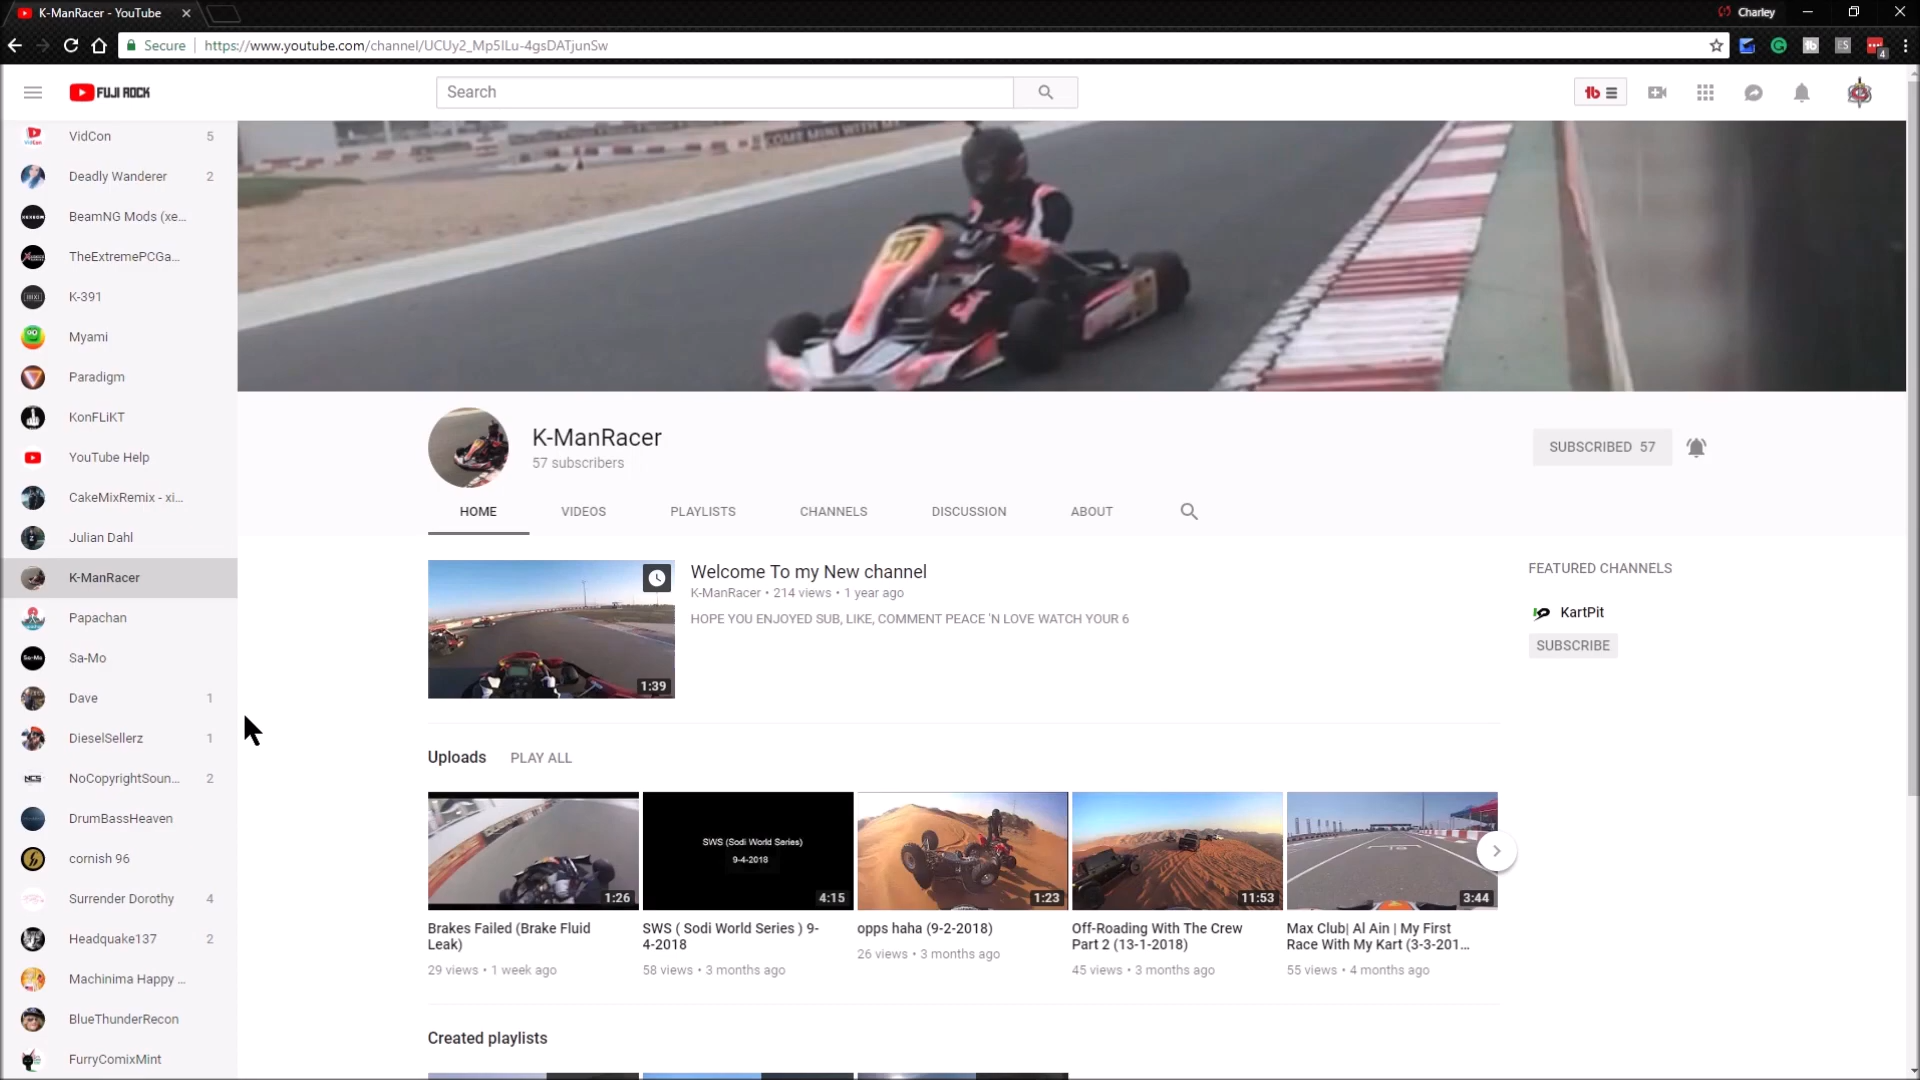 K-ManRacer - YouTube
Charley
Secure
https://www.youtube.com/channel/UCUy2_Mp5ILu-4gsDATjunSw
4
FUJI ROCK
Search
VidCon 5
Deadly Wanderer 2
BeamNG Mods (xe...
TheExtremePCGa...
K-391
Myami
Paradigm
KonFLiKT
YouTube Help
CakeMixRemix - xi...
Julian Dahl
K-ManRacer
Papachan
Sa-Mo
Dave 1
DieselSellerz 1
NoCopyrightSoun... 2
DrumBassHeaven
cornish 96
Surrender Dorothy 4
Headquake137 2
Machinima Happy ...
BlueThunderRecon
FurryComixMint
COME MINI WITH
K-ManRacer
57 subscribers
SUBSCRIBED 57
HOME VIDEOS PLAYLISTS CHANNELS DISCUSSION ABOUT
1:39
Welcome To my New channel
K-ManRacer • 214 views • 1 year ago
HOPE YOU ENJOYED SUB, LIKE, COMMENT PEACE 'N LOVE WATCH YOUR 6
FEATURED CHANNELS
KartPit
SUBSCRIBE
Uploads PLAY ALL
1:26
SWS (Sodi World Series)
9-4-2018
4:15
1:23
11:53
3:44
Brakes Failed (Brake Fluid
Leak)
29 views • 1 week ago
SWS ( Sodi World Series ) 9-
4-2018
58 views • 3 months ago
opps haha (9-2-2018)
26 views • 3 months ago
Off-Roading With The Crew
Part 2 (13-1-2018)
45 views • 3 months ago
Max Club| Al Ain | My First
Race With My Kart (3-3-201...
55 views • 4 months ago
Created playlists